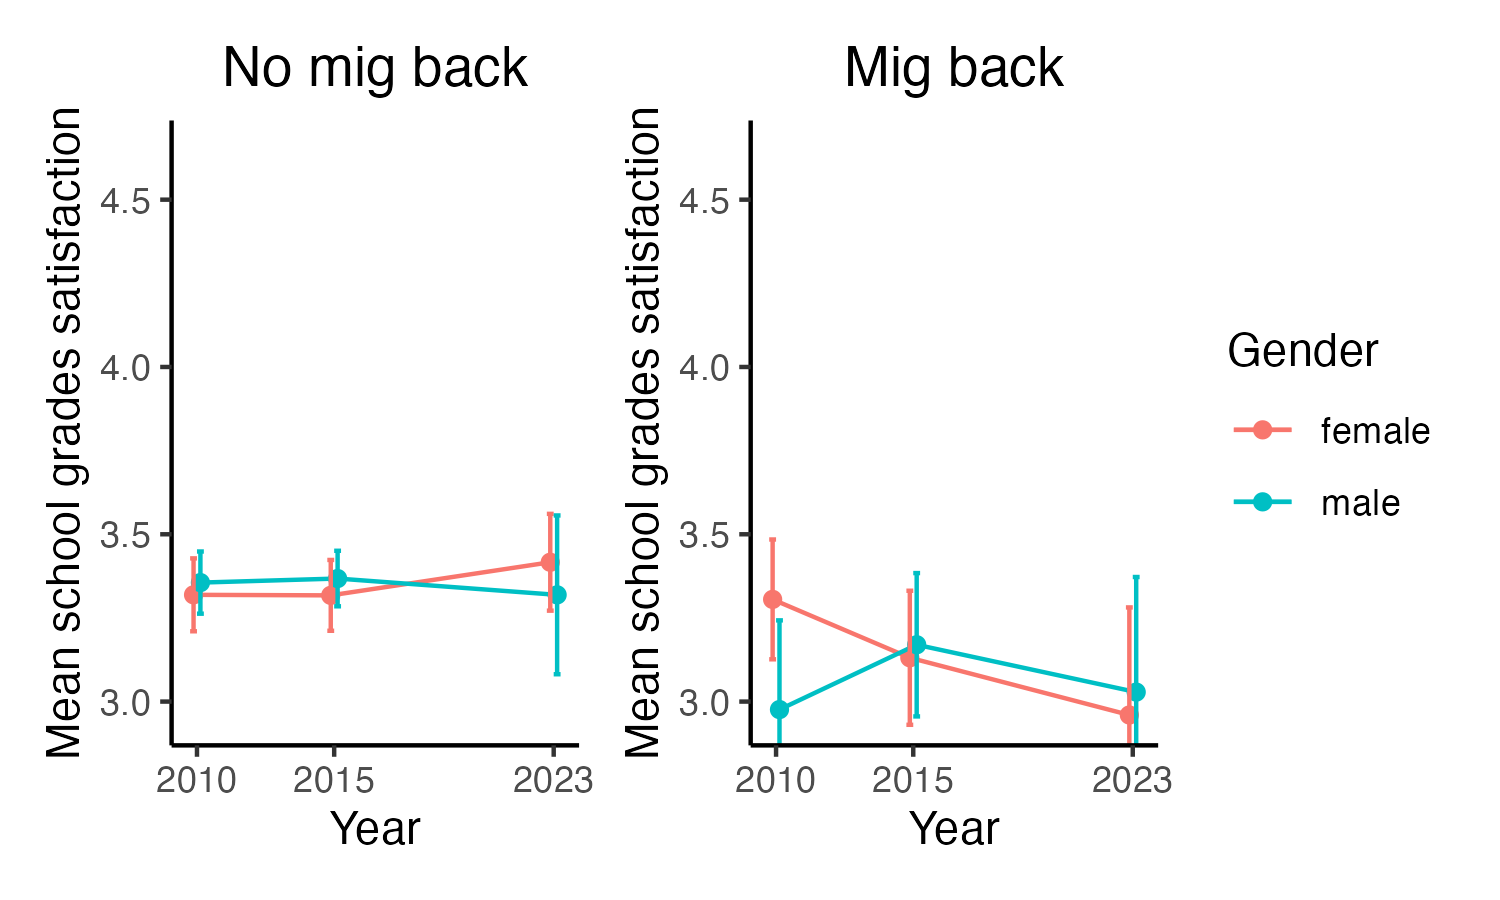 No mig back
Mean school grades satisfaction
4.5
4.0
3.5
3.0
2010 2015 2023
Year
Mig back
Mean school grades satisfaction
4.5
4.0
3.5
3.0
2010 2015 2023
Year
Gender
female
male